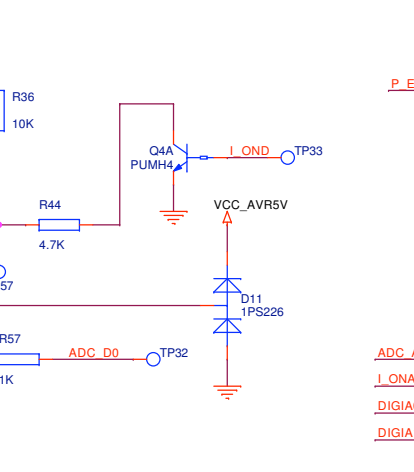 P_E
R36
10K
Q4A
PUMH4
I_OND
TP33
R44
4.7K
VCC_AVR5V
57
D11
1PS226
R57
1K
ADC_D0
TP32
ADC_A
I_ONA
DIGIA
DIGIA